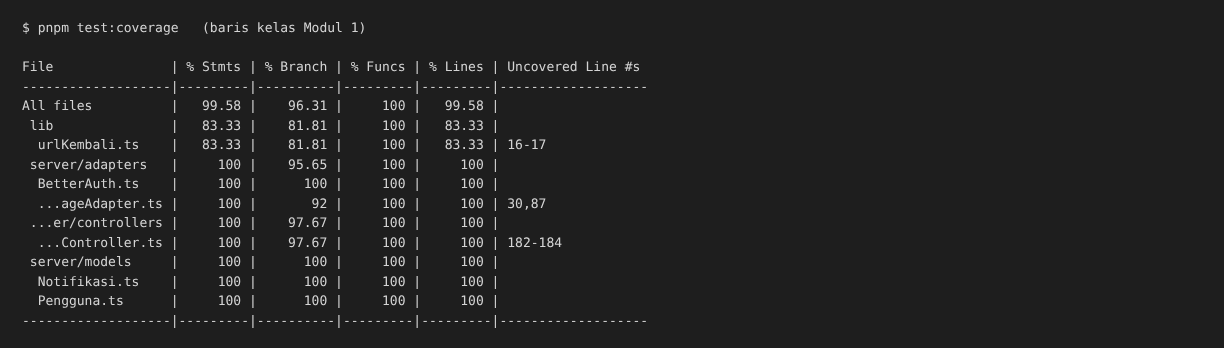 $ pnpm test:coverage   (baris kelas Modul 1)

File               | % Stmts | % Branch | % Funcs | % Lines | Uncovered Line #s
-------------------|---------|----------|---------|---------|-------------------
All files          |   99.58 |    96.31 |     100 |   99.58 |
 lib               |   83.33 |    81.81 |     100 |   83.33 |
  urlKembali.ts    |   83.33 |    81.81 |     100 |   83.33 | 16-17
 server/adapters   |     100 |    95.65 |     100 |     100 |
  BetterAuth.ts    |     100 |      100 |     100 |     100 |
  ...ageAdapter.ts |     100 |       92 |     100 |     100 | 30,87
 ...er/controllers |     100 |    97.67 |     100 |     100 |
  ...Controller.ts |     100 |    97.67 |     100 |     100 | 182-184
 server/models     |     100 |      100 |     100 |     100 |
  Notifikasi.ts    |     100 |      100 |     100 |     100 |
  Pengguna.ts      |     100 |      100 |     100 |     100 |
-------------------|---------|----------|---------|---------|-------------------